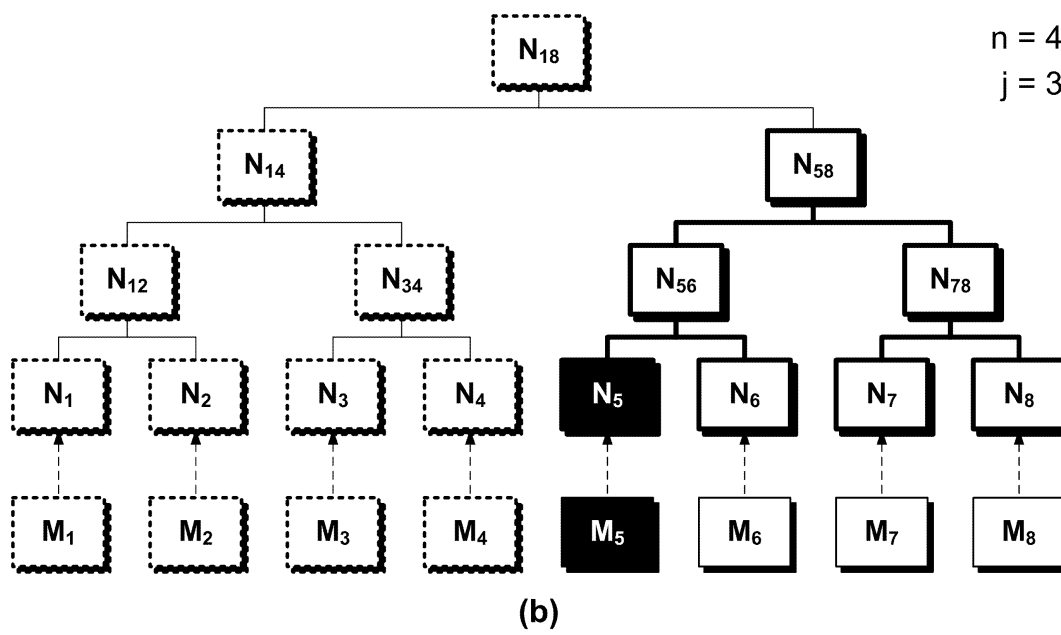 n = 4
j = 3
N₁₈
N₁₄ N₅₈
N₁₂ N₃₄ N₅₆ N₇₈
N₁ N₂ N₃ N₄ N₅ N₆ N₇ N₈
M₁ M₂ M₃ M₄ M₅ M₆ M₇ M₈
(b)